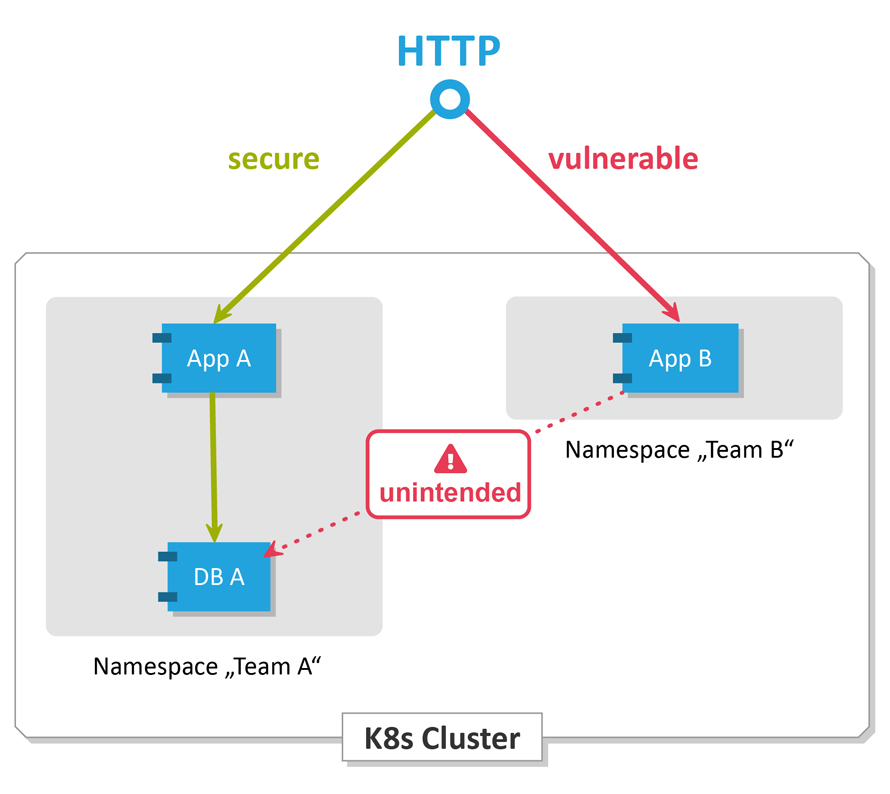 HTTP
secure
vulnerable
App A
App B
Namespace „Team B“
unintended
DB A
Namespace „Team A“
K8s Cluster